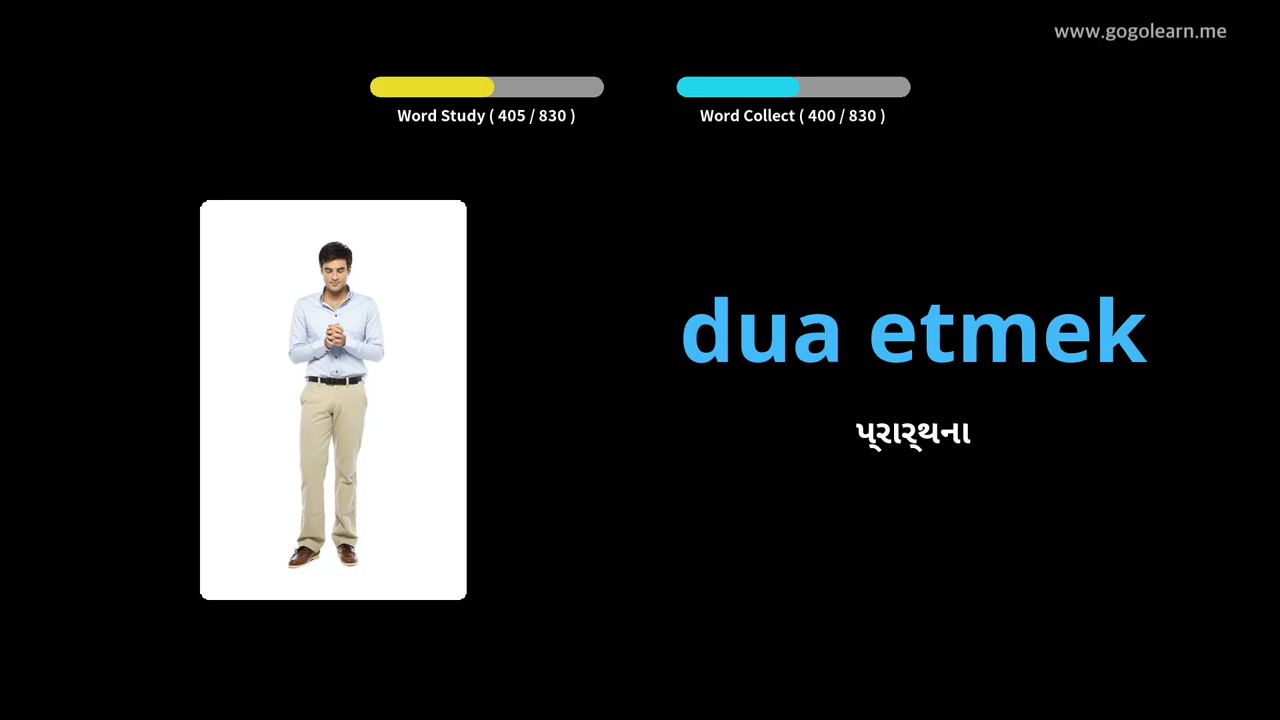 www.gogolearn.me
Word Study ( 405 / 830 )
Word Collect ( 400 / 830 )
dua etmek
પ્રાર્થના